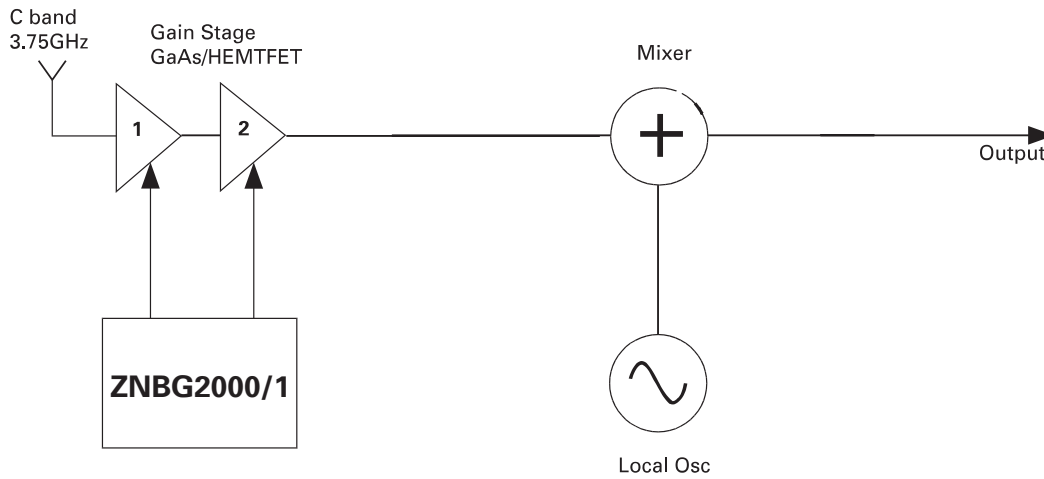 C band
3.75GHz
Gain Stage
GaAs/HEMTFET
Mixer
1
2
+
Output
ZNBG2000/1
Local Osc